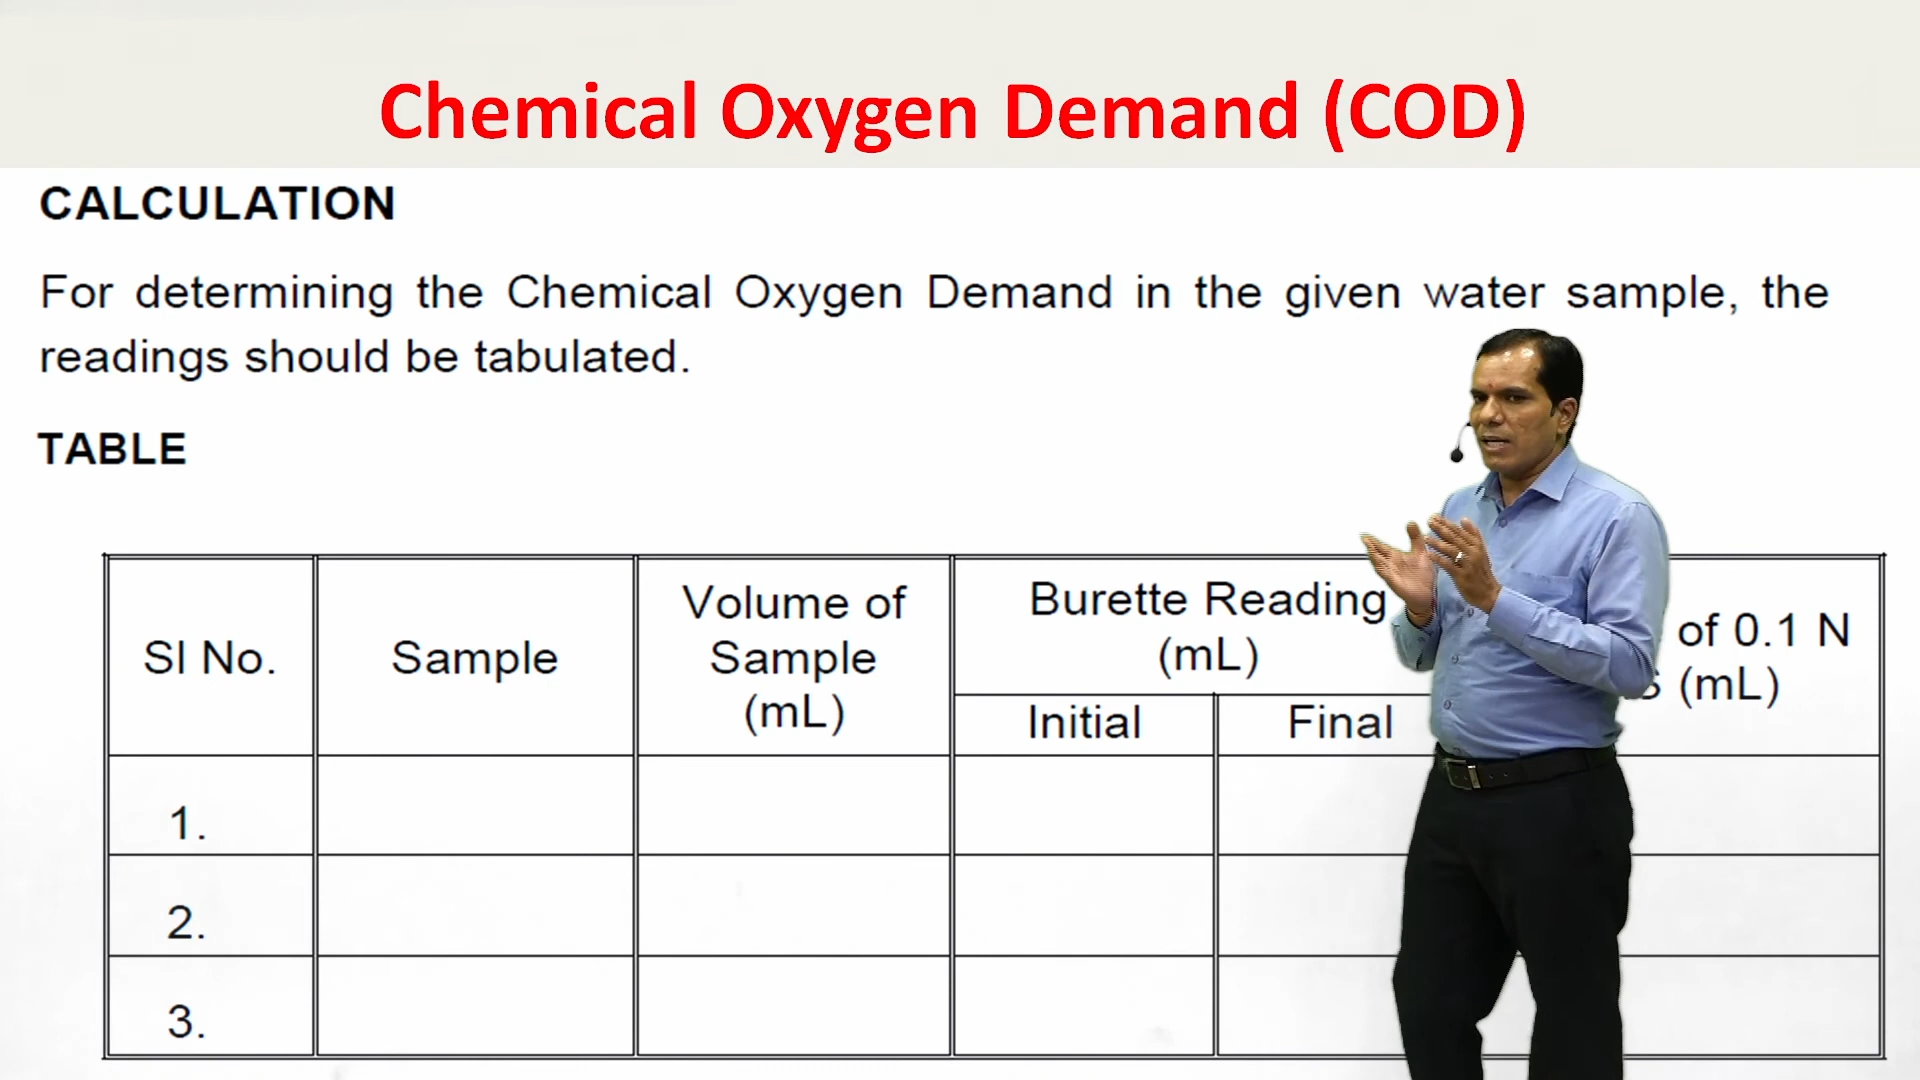 Chemical Oxygen Demand (COD)
CALCULATION
For determining the Chemical Oxygen Demand in the given water sample, the
readings should be tabulated.
TABLE
Sl No.
Sample
Volume of
Sample
(mL)
Burette Reading
(mL)
Initial
Final
of 0.1 N
(mL)
1.
2.
3.